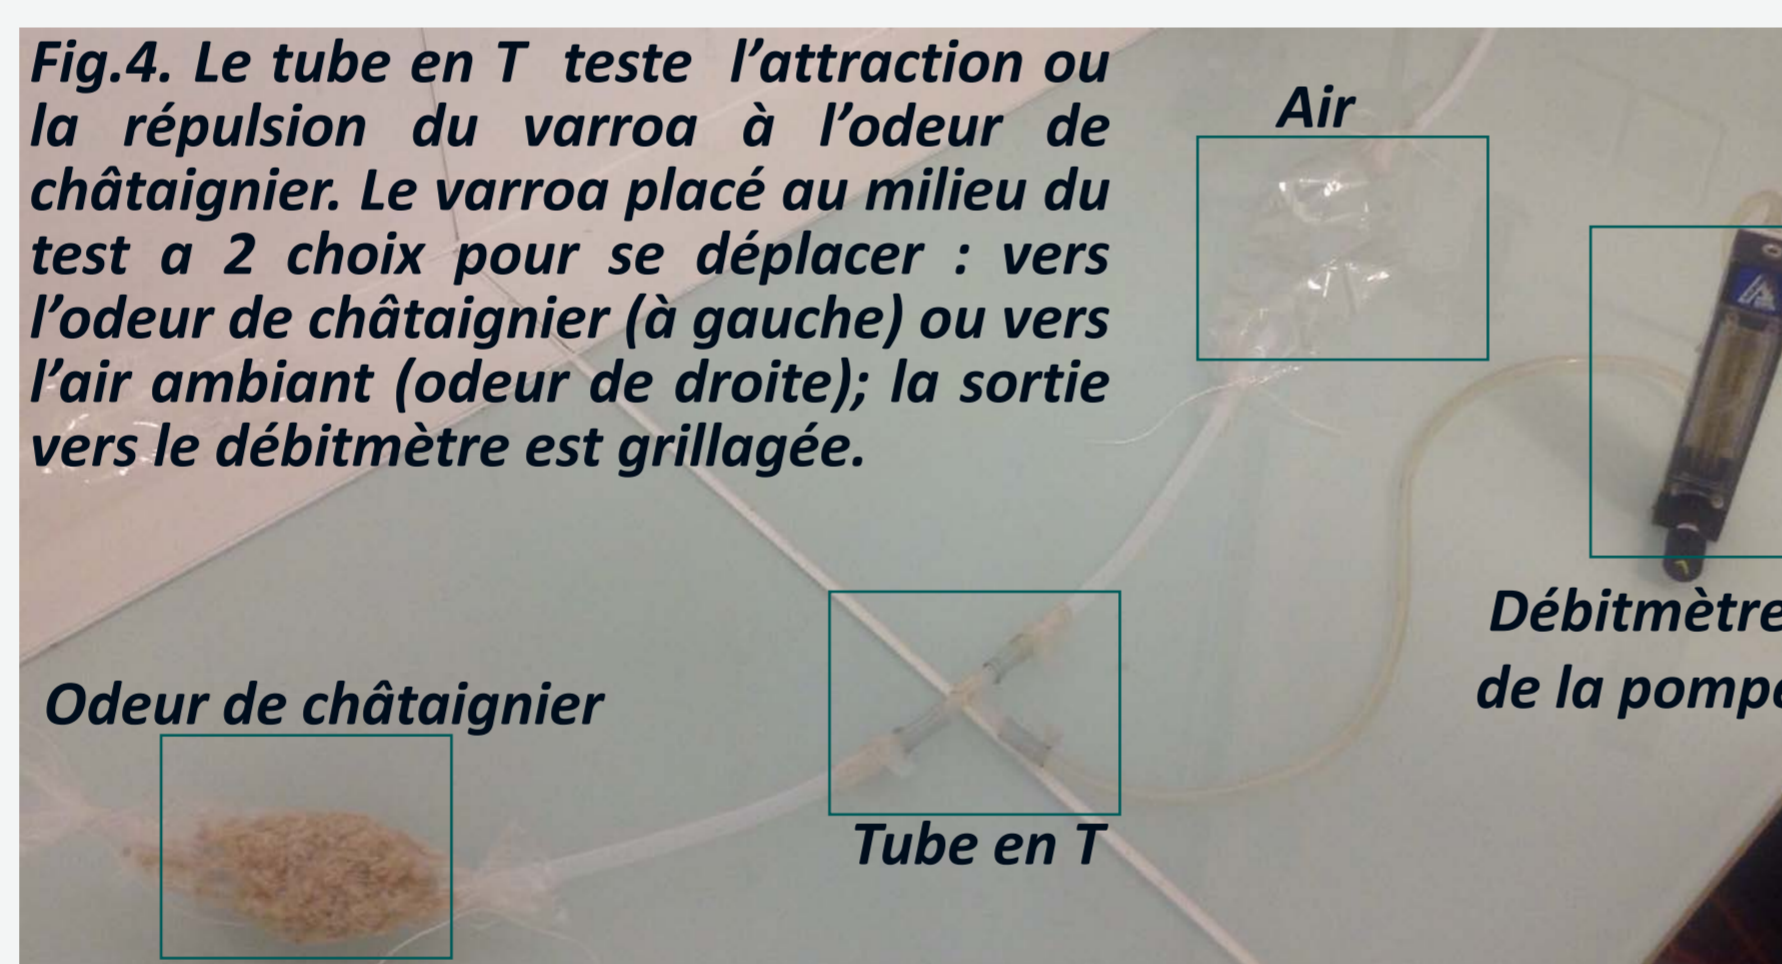 Fig.4. Le tube en T teste l’attraction ou
la répulsion du varroa à l’odeur de
châtaignier. Le varroa placé au milieu du
test a 2 choix pour se déplacer : vers
l’odeur de châtaignier (à gauche) ou vers
l’air ambiant (odeur de droite); la sortie
vers le débitmètre est grillagée.
Air
Débitmètre
de la pompe
Odeur de châtaignier
Tube en T